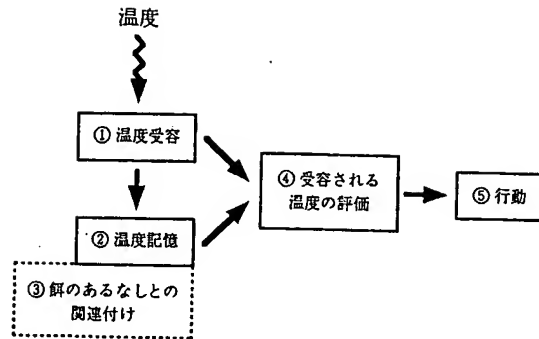 温度
① 温度受容
② 温度記憶
③ 餌のあるなしとの
関連付け
④ 受容される
温度の評価
⑤ 行動